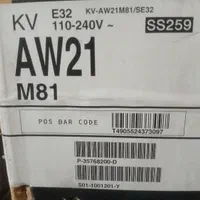 KV E32 KV-AW21M81/SE32
110-240V ~ SS259
AW21
M81
POS BAR CODE
T4905524373097
P-35768200-D
S01-1001201-Y